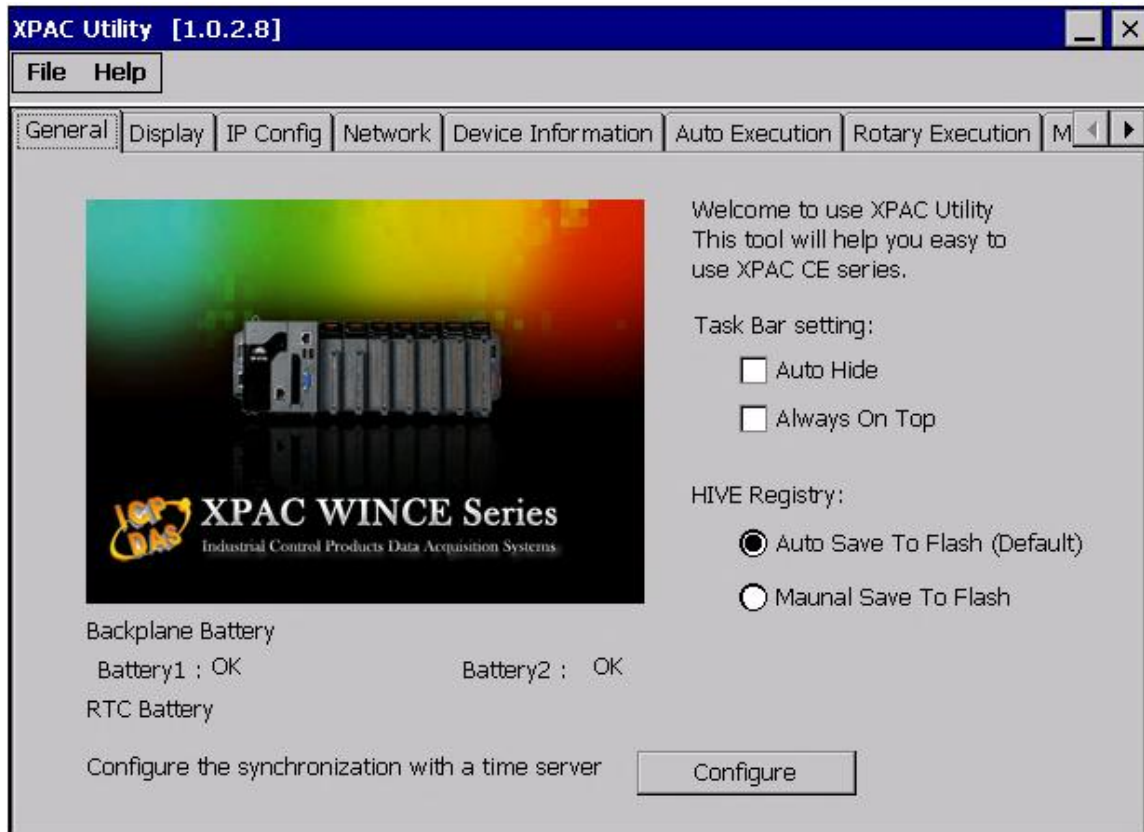 XPAC Utility [1.0.2.8]
File Help
General Display IP Config Network Device Information Auto Execution Rotary Execution M
Welcome to use XPAC Utility
This tool will help you easy to
use XPAC CE series.
Task Bar setting:
Auto Hide
Always On Top
HIVE Registry:
Auto Save To Flash (Default)
Maunal Save To Flash
ICP DAS
XPAC WINCE Series
Industrial Control Products Data Acquisition Systems
Backplane Battery
Battery1 : OK Battery2 : OK
RTC Battery
Configure the synchronization with a time server Configure